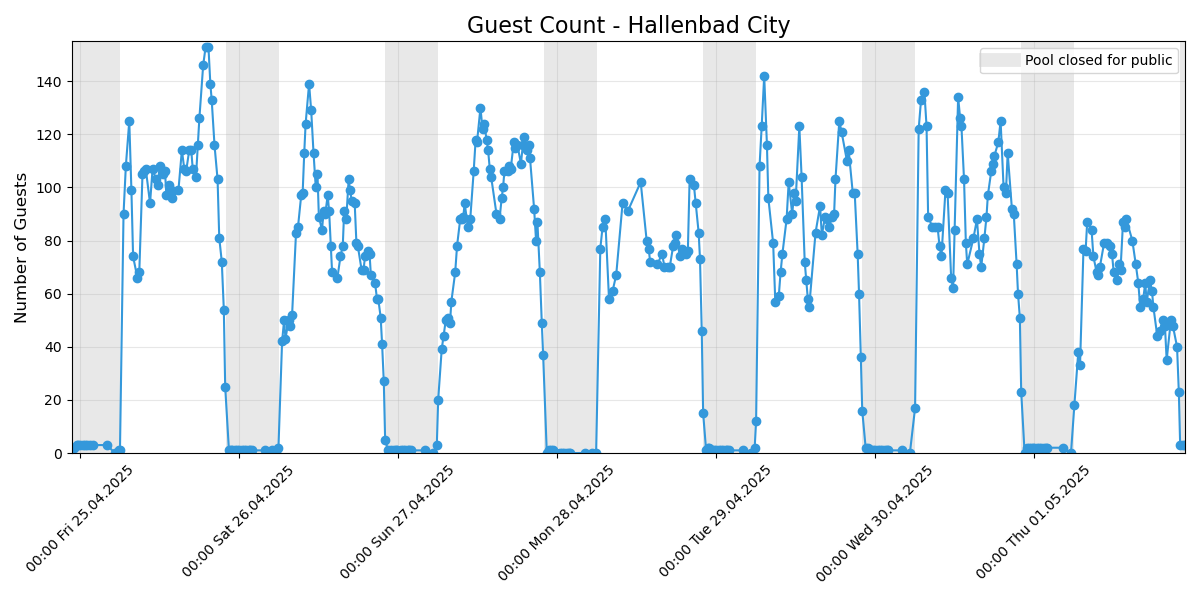 Guest Count - Hallenbad City
Pool closed for public
Number of Guests
140
120
100
80
60
40
20
0
00:00 Fri 25.04.2025
00:00 Sat 26.04.2025
00:00 Sun 27.04.2025
00:00 Mon 28.04.2025
00:00 Tue 29.04.2025
00:00 Wed 30.04.2025
00:00 Thu 01.05.2025